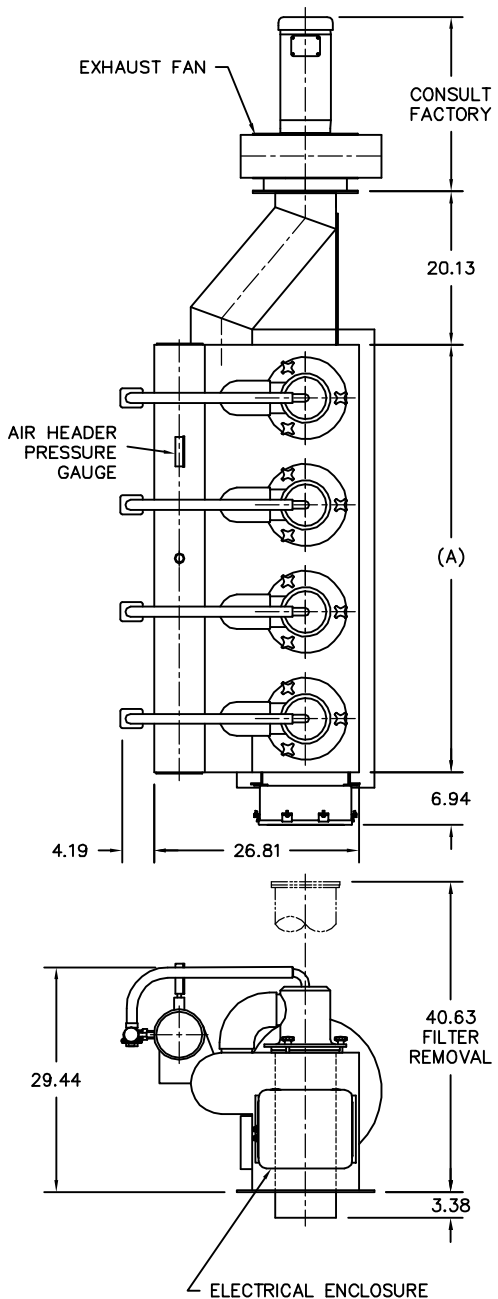 EXHAUST FAN
CONSULT
FACTORY
20.13
AIR HEADER
PRESSURE
GAUGE
(A)
6.94
4.19
26.81
40.63
FILTER
REMOVAL
29.44
3.38
ELECTRICAL ENCLOSURE